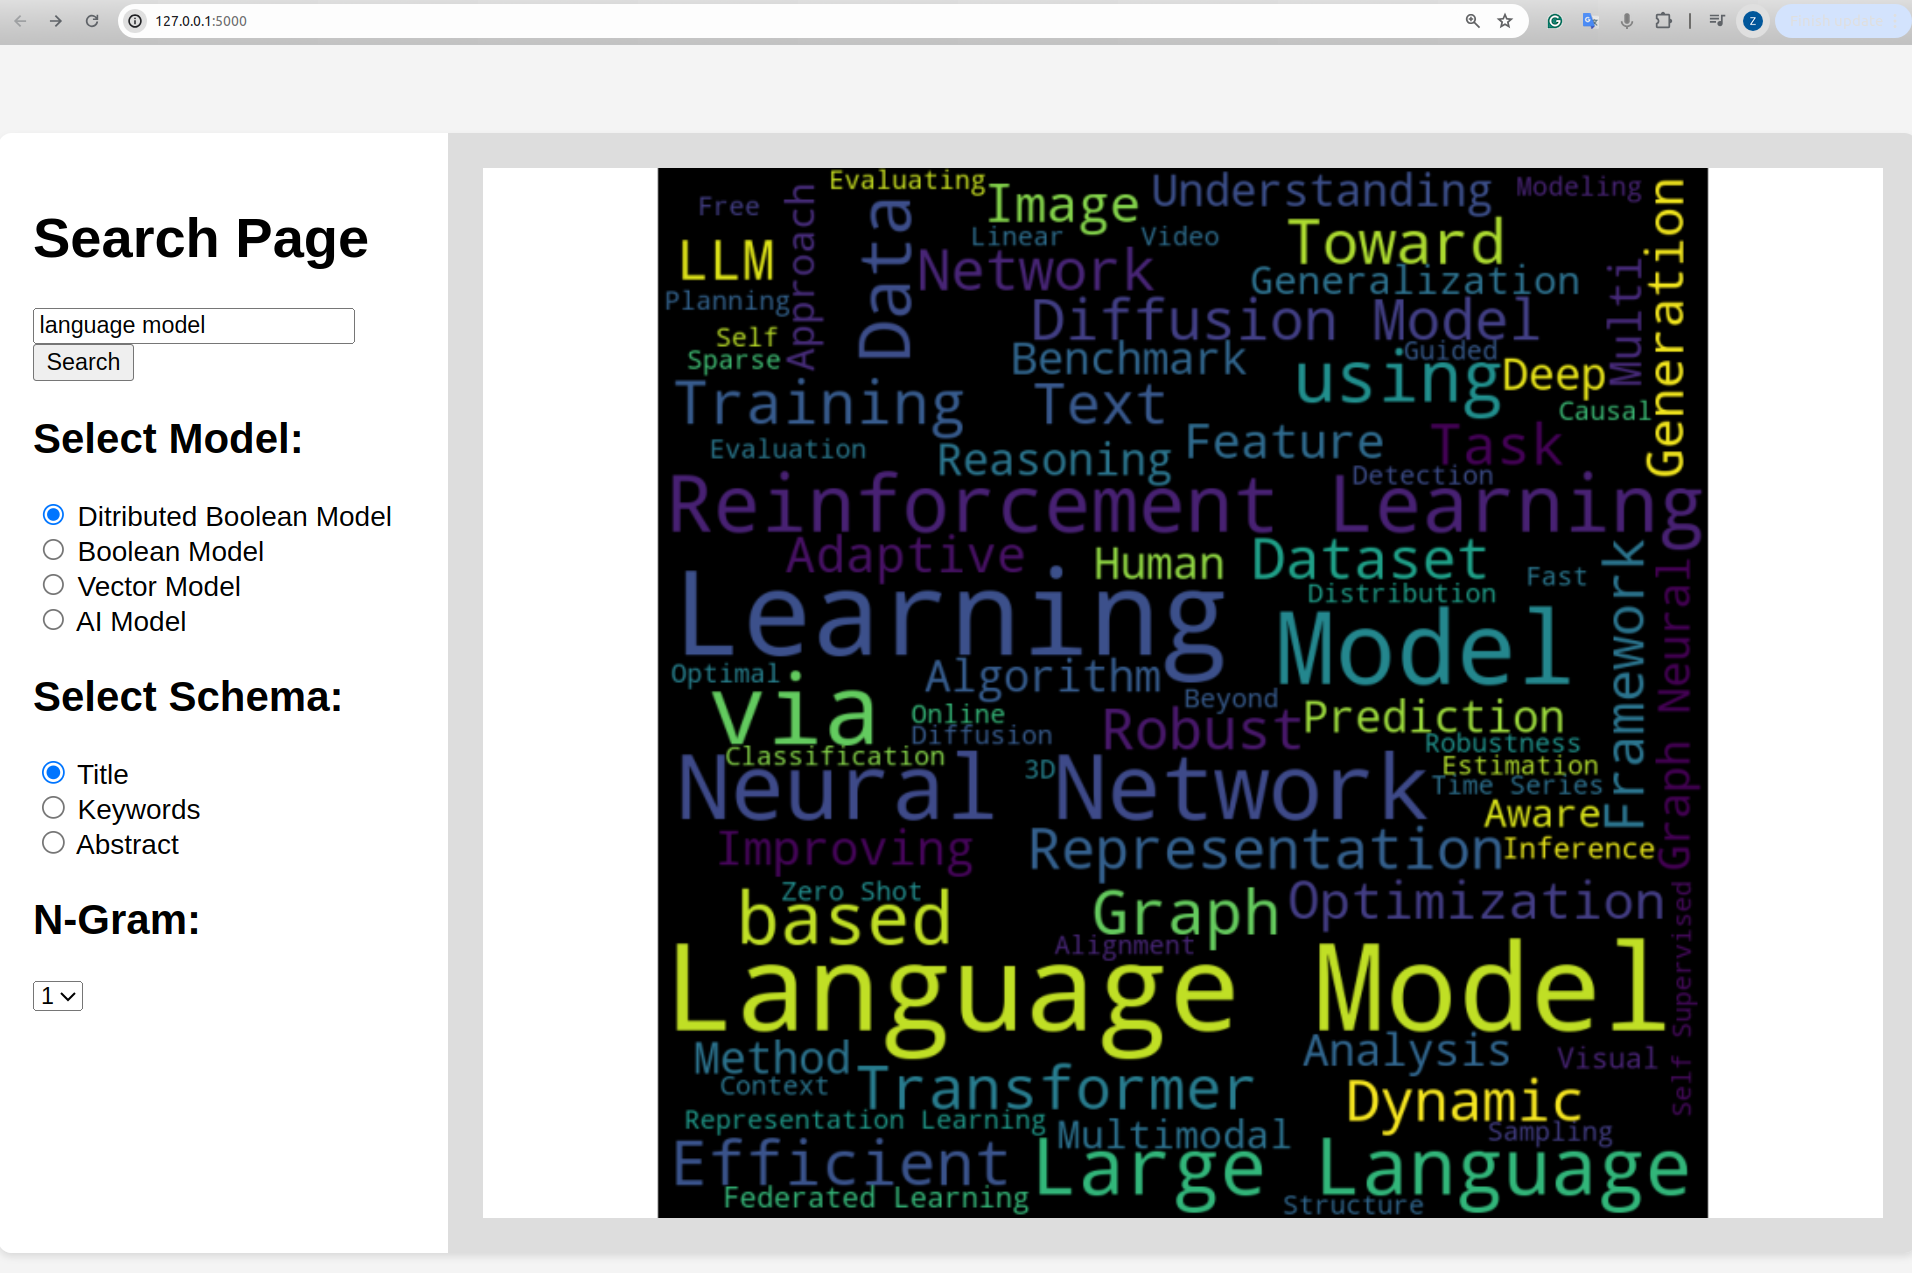 127.0.0.1:5000
Z
Search Page
language model
Search
Select Model:
Ditributed Boolean Model
Boolean Model
Vector Model
AI Model
Select Schema:
Title
Keywords
Abstract
N-Gram:
1
Evaluating
Free
Approach
Data
Image
Understanding
Modeling
Generation
Linear
Video
Toward
LLM
Network
Generalization
Multi
Planning
Diffusion Model
Self
Sparse
Benchmark
Guided
using
Deep
Training
Text
Causal
Evaluation
Reasoning
Feature
Task
Detection
Reinforcement Learning
Adaptive
Human
Dataset
Framework
Fast
Distribution
Learning
Model
Graph Neural
Optimal
Algorithm
via
Beyond
Online
Diffusion
Robust
Prediction
Robustness
Classification
Neural Network
3D
Estimation
Time Series
Aware
Improving
Representation
Inference
Zero Shot
based
Graph
Optimization
Self Supervised
Alignment
Language Model
Method
Analysis
Visual
Context
Transformer
Dynamic
Representation Learning
Multimodal
Sampling
Efficient
Large Language
Federated Learning
Structure